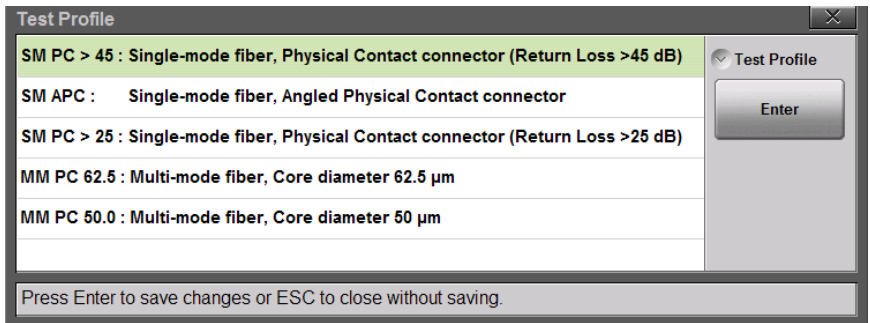 Test Profile
SM PC > 45 : Single-mode fiber, Physical Contact connector (Return Loss >45 dB)
SM APC : Single-mode fiber, Angled Physical Contact connector
SM PC > 25 : Single-mode fiber, Physical Contact connector (Return Loss >25 dB)
MM PC 62.5 : Multi-mode fiber, Core diameter 62.5 µm
MM PC 50.0 : Multi-mode fiber, Core diameter 50 µm
Test Profile
Enter
Press Enter to save changes or ESC to close without saving.